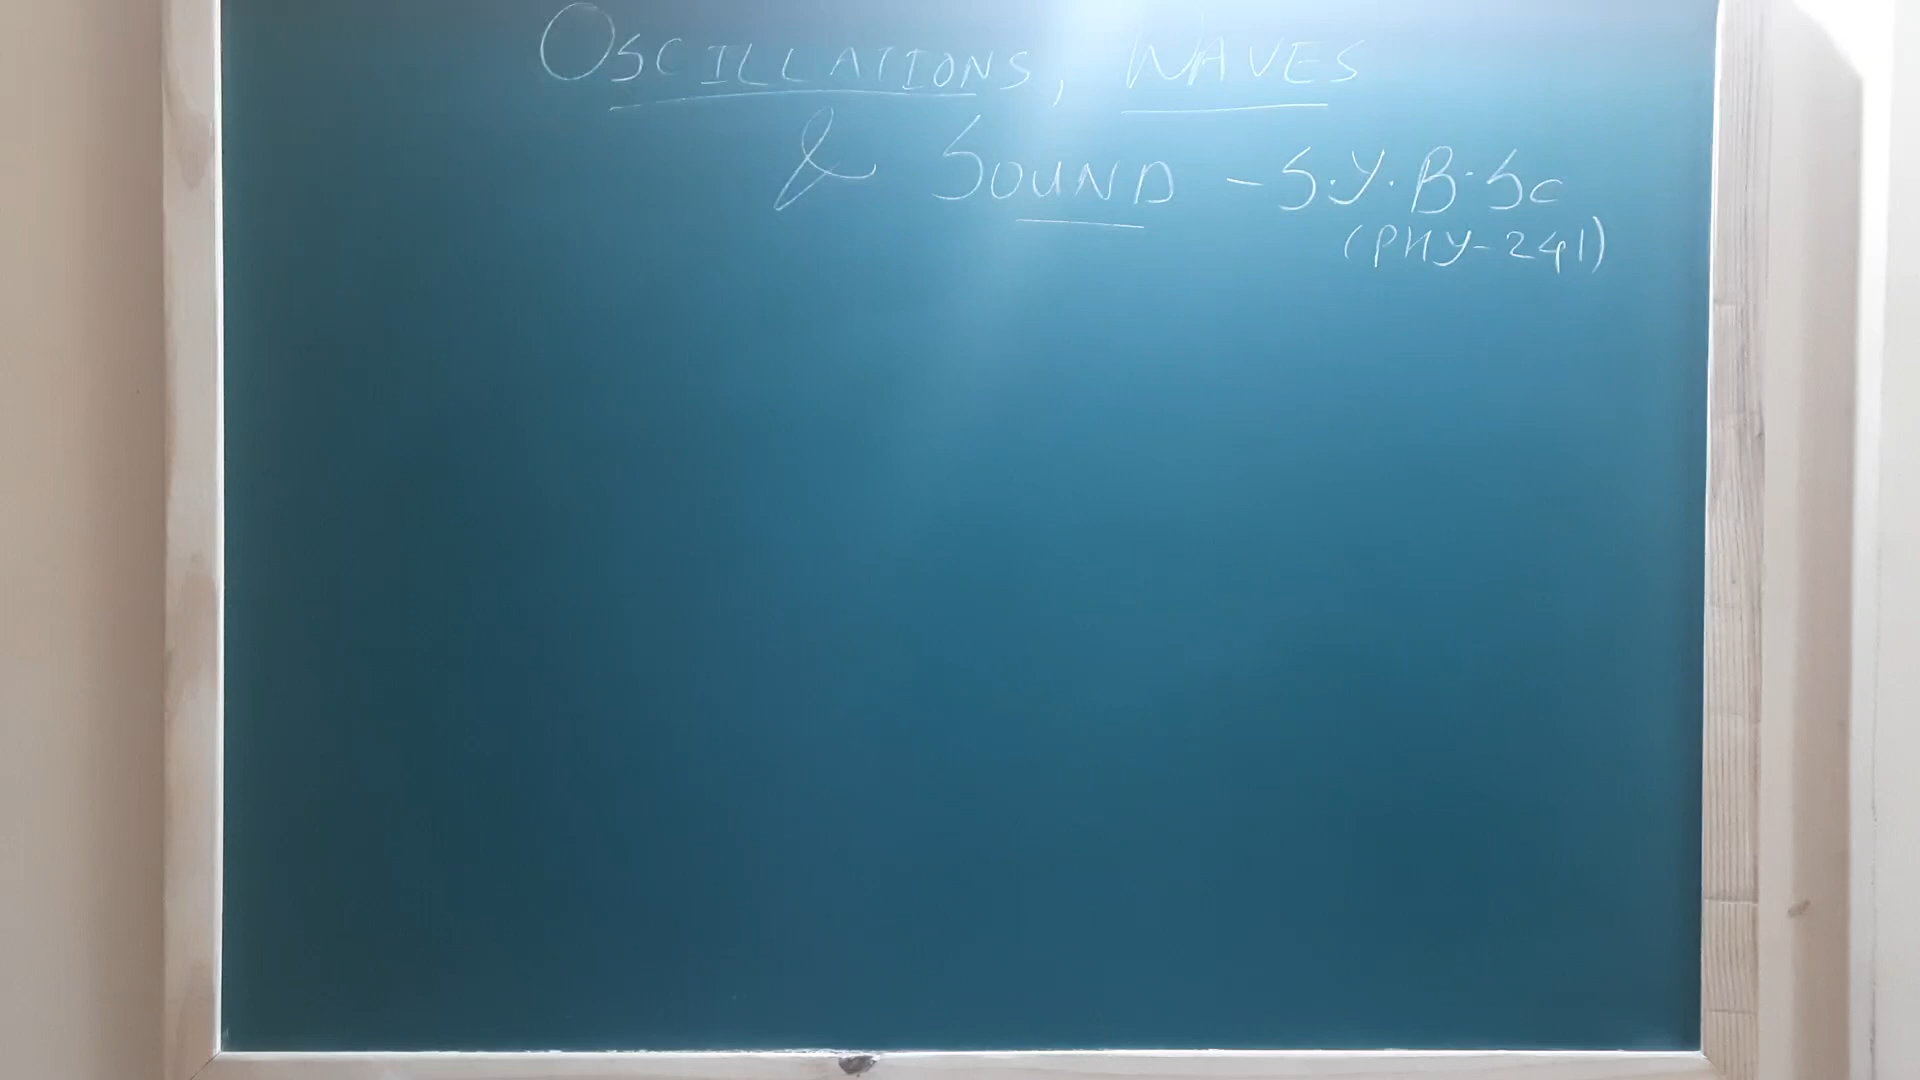 OSCILLATIONS, WAVES
& SOUND - S.Y.B.Sc
(PHY-241)